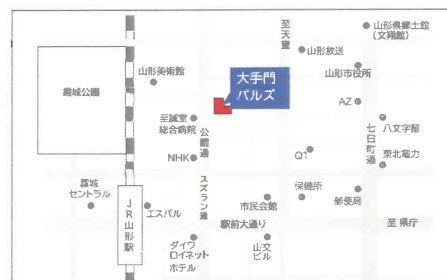 山形県郷土館
(文翔館)
至天童
山形放送
山形美術館
山形市役所
大手門
パルズ
霞城公園
AZ
至誠堂
総合病院
公園通
八文字屋
七日町通
NHK
Q1
東北電力
霞城
セントラル
スズラン通
保健所
市民会館
郵便局
エスパル
JR山形駅
駅前大通り
至 県庁
ダイワ
ロイネット
ホテル
山交
ビル